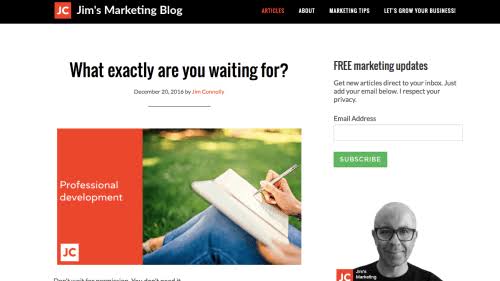 JC Jim's Marketing Blog ARTICLES ABOUT MARKETING TIPS LET'S GROW YOUR BUSINESS!
What exactly are you waiting for?
December 20, 2016 by Jim Connolly
Professional
development
JC
Don't wait for permission. You don't need it.
FREE marketing updates
Get new articles direct to your inbox. Just
add your email below. I respect your
privacy.
Email Address
SUBSCRIBE
JC Jim's
Marketing
Blog